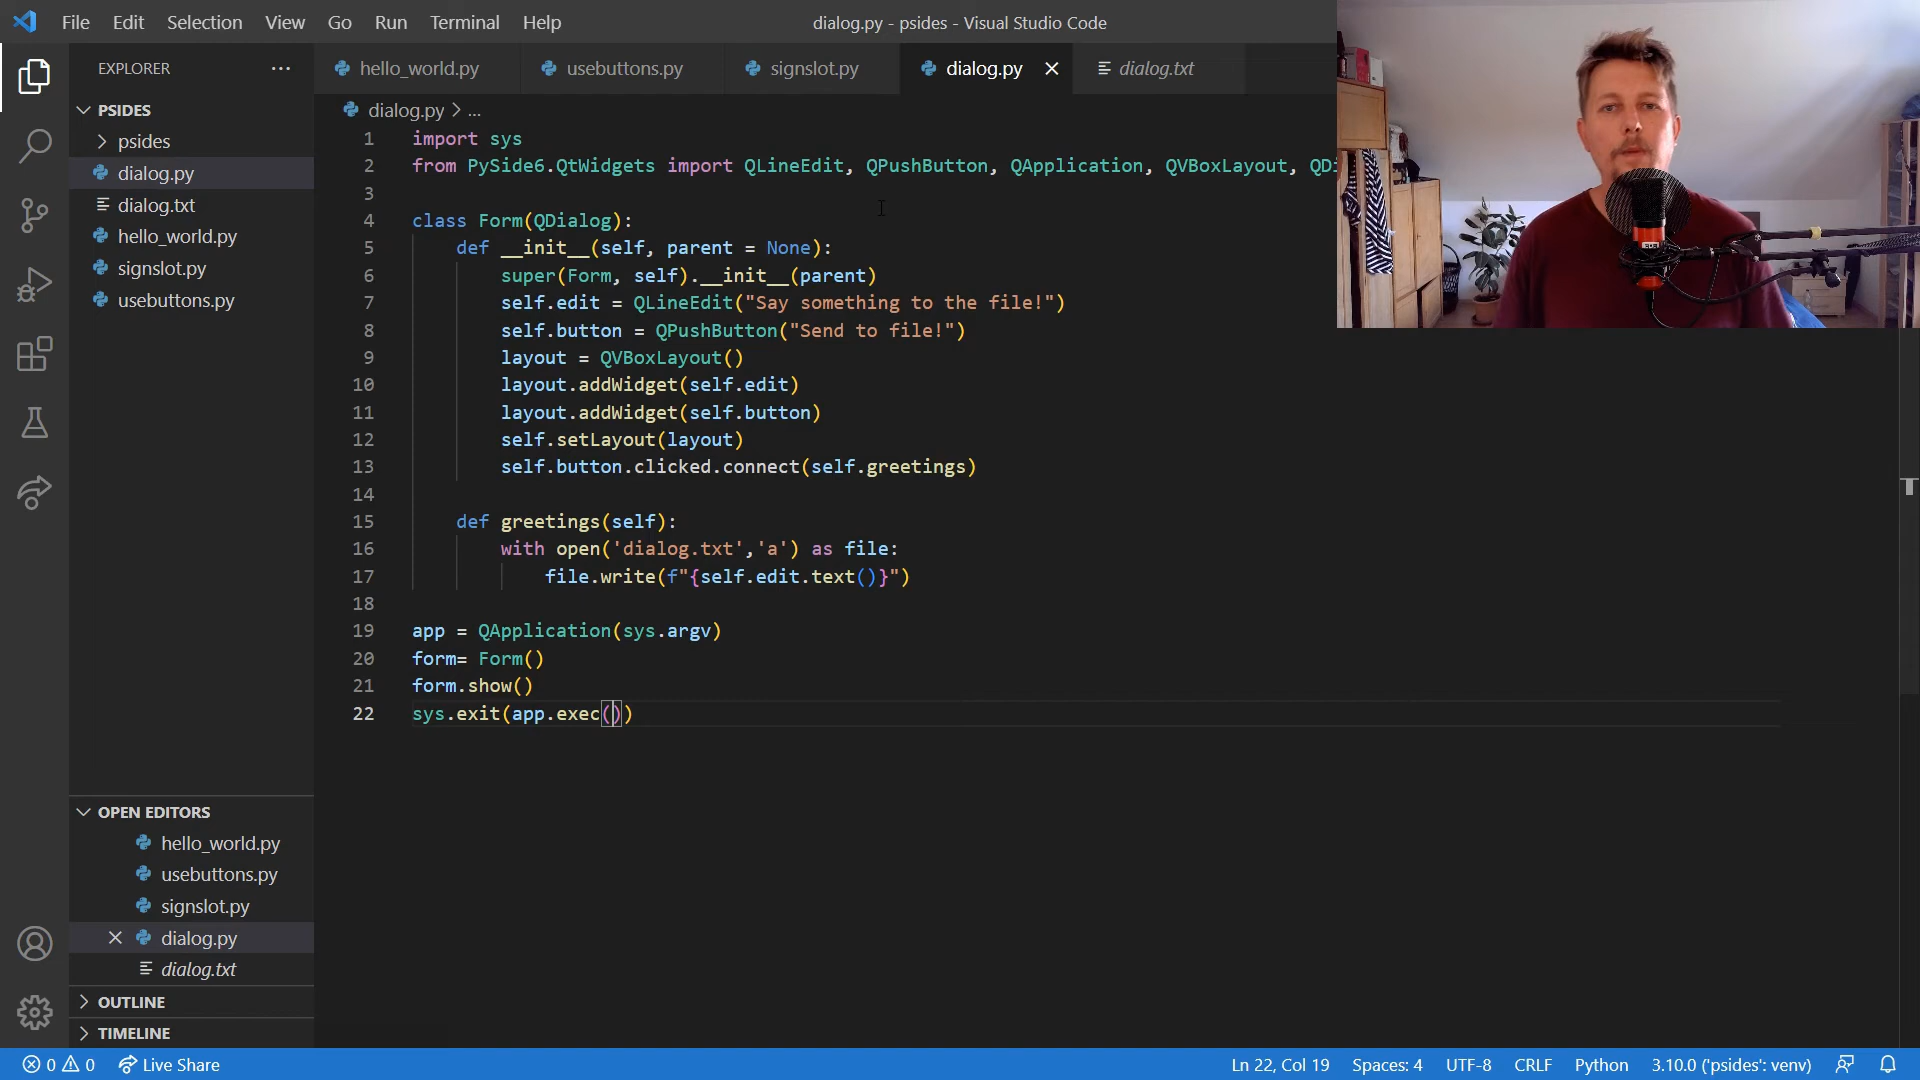 File Edit Selection View Go Run Terminal Help
dialog.py - psides - Visual Studio Code
EXPLORER
PSIDES
psides
dialog.py
dialog.txt
hello_world.py
signslot.py
usebuttons.py
OPEN EDITORS
hello_world.py
usebuttons.py
signslot.py
dialog.py
dialog.txt
OUTLINE
TIMELINE
hello_world.py usebuttons.py signslot.py dialog.py dialog.txt
dialog.py > ...
1 import sys
2 from PySide6.QtWidgets import QLineEdit, QPushButton, QApplication, QVBoxLayout, QDi
3
4 class Form(QDialog):
5 def __init__(self, parent = None):
6 super(Form, self).__init__(parent)
7 self.edit = QLineEdit("Say something to the file!")
8 self.button = QPushButton("Send to file!")
9 layout = QVBoxLayout()
10 layout.addWidget(self.edit)
11 layout.addWidget(self.button)
12 self.setLayout(layout)
13 self.button.clicked.connect(self.greetings)
14
15 def greetings(self):
16 with open('dialog.txt','a') as file:
17 file.write(f"{self.edit.text()}")
18
19 app = QApplication(sys.argv)
20 form= Form()
21 form.show()
22 sys.exit(app.exec())
0 0 Live Share
Ln 22, Col 19 Spaces: 4 UTF-8 CRLF Python 3.10.0 ('psides': venv)